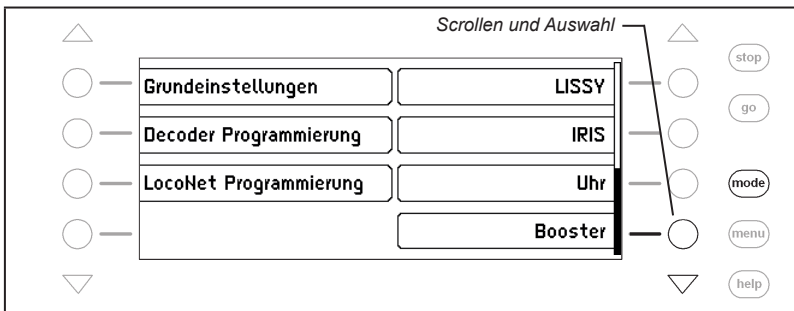 Scrollen und Auswahl
stop
Grundeinstellungen LISSY
go
Decoder Programmierung IRIS
LocoNet Programmierung Uhr
mode
Booster
menu
help